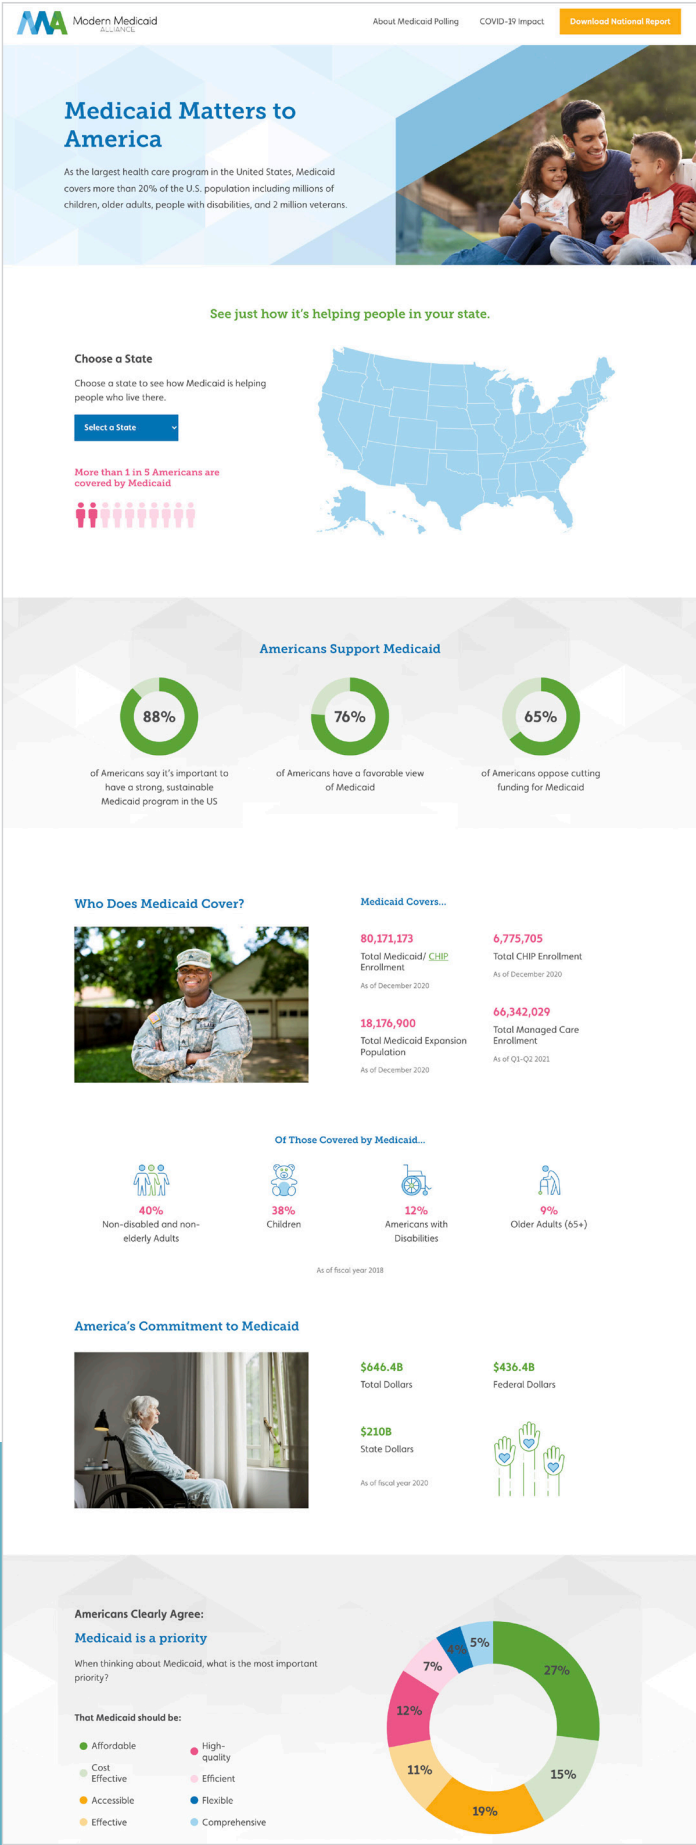 Modern Medicaid
ALLIANCE
About Medicaid Polling
COVID-19 Impact
Download National Report
Medicaid Matters to
America
As the largest health care program in the United States, Medicaid
covers more than 20% of the U.S. population including millions of
children, older adults, people with disabilities, and 2 million veterans.
See just how it's helping people in your state.
Choose a State
Choose a state to see how Medicaid is helping
people who live there.
Select a State
More than 1 in 5 Americans are
covered by Medicaid
Americans Support Medicaid
88%
of Americans say it's important to
have a strong, sustainable
Medicaid program in the US
76%
of Americans have a favorable view
of Medicaid
65%
of Americans oppose cutting
funding for Medicaid
Who Does Medicaid Cover?
Medicaid Covers...
80,171,173
Total Medicaid/ CHIP
Enrollment
As of December 2020
6,775,705
Total CHIP Enrollment
As of December 2020
18,176,900
Total Medicaid Expansion
Population
As of December 2020
66,342,029
Total Managed Care
Enrollment
As of Q1-Q2 2021
Of Those Covered by Medicaid...
40%
Non-disabled and non-
elderly Adults
38%
Children
12%
Americans with
Disabilities
9%
Older Adults (65+)
As of fiscal year 2018
America's Commitment to Medicaid
$646.4B
Total Dollars
$436.4B
Federal Dollars
$210B
State Dollars
As of fiscal year 2020
Americans Clearly Agree:
Medicaid is a priority
When thinking about Medicaid, what is the most important
priority?
That Medicaid should be:
Affordable
Cost
Effective
Accessible
Effective
High-
quality
Efficient
Flexible
Comprehensive
27%
15%
19%
11%
12%
7%
4%
5%